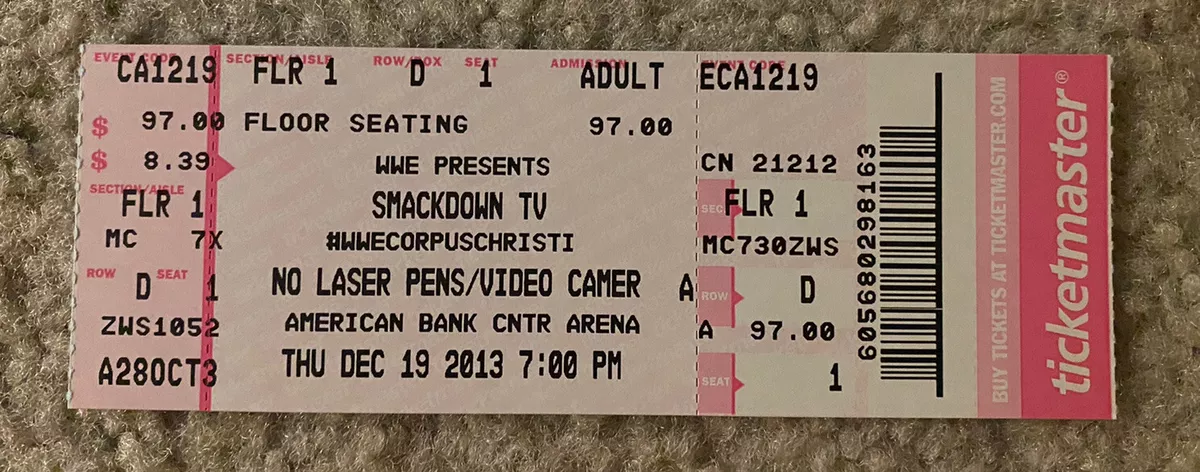 EVENT CODE SECTION/AISLE ROW/BOX SEAT ADMISSION EVENT CODE
CA1219 FLR 1 D 1 ADULT ECA1219
$ 97.00 FLOOR SEATING 97.00
$ 8.39 WWE PRESENTS CN 21212
SECTION/AISLE
FLR 1 SMACKDOWN TV SEC FLR 1
MC 7X #WWECORPUSCHRISTI MC730ZWS
ROW SEAT
D 1 NO LASER PENS/VIDEO CAMER A ROW D
ZWS1052 AMERICAN BANK CNTR ARENA A 97.00
A28OCT3 THU DEC 19 2013 7:00 PM SEAT 1
605680298163
BUY TICKETS AT TICKETMASTER.COM
ticketmaster®